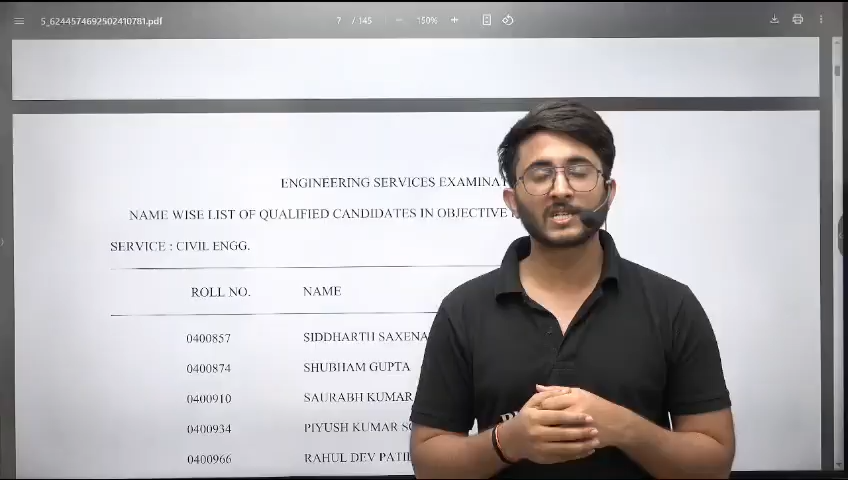 5_6244574692502410781.pdf
7 / 145
150%
ENGINEERING SERVICES EXAMINAT
NAME WISE LIST OF QUALIFIED CANDIDATES IN OBJECTIVE
SERVICE : CIVIL ENGG.
ROLL NO. NAME
0400857 SIDDHARTH SAXENA
0400874 SHUBHAM GUPTA
0400910 SAURABH KUMAR
0400934 PIYUSH KUMAR
0400966 RAHUL DEV